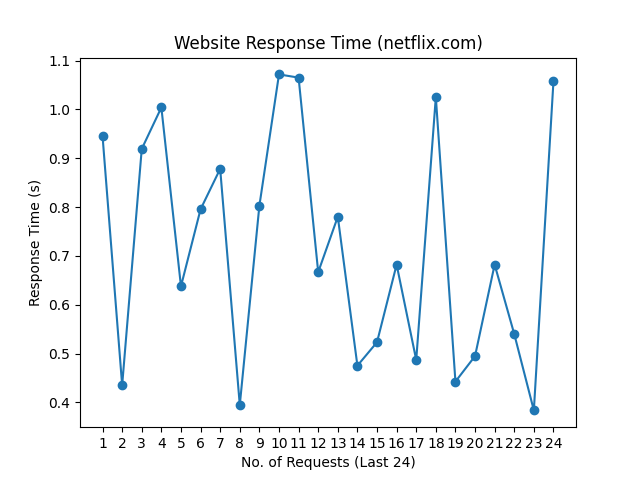 Website Response Time (netflix.com)
1.1
1.0
0.9
0.8
0.7
0.6
0.5
0.4
Response Time (s)
1 2 3 4 5 6 7 8 9 10 11 12 13 14 15 16 17 18 19 20 21 22 23 24
No. of Requests (Last 24)